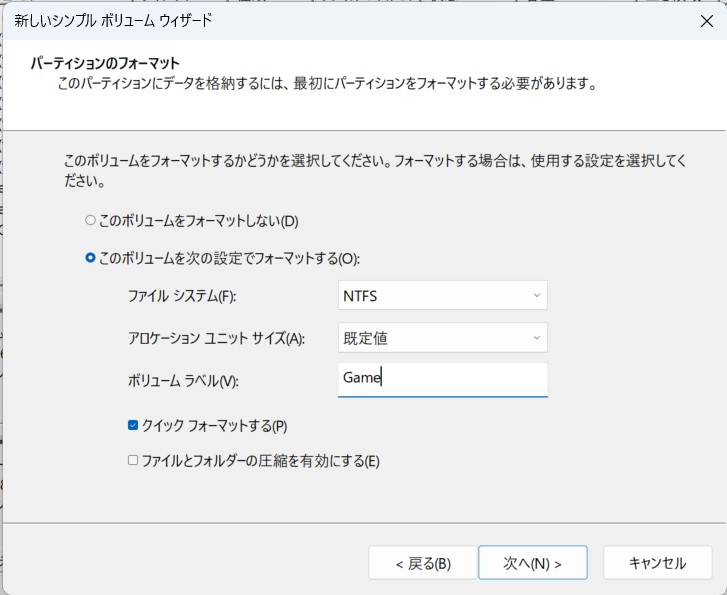 新しいシンプル ボリューム ウィザード
パーティションのフォーマット
このパーティションにデータを格納するには、最初にパーティションをフォーマットする必要があります。
このボリュームをフォーマットするかどうかを選択してください。フォーマットする場合は、使用する設定を選択してく
ださい。
このボリュームをフォーマットしない(D)
このボリュームを次の設定でフォーマットする(O):
ファイル システム(F): NTFS
アロケーション ユニット サイズ(A): 既定値
ボリューム ラベル(V): Game
クイック フォーマットする(P)
ファイルとフォルダーの圧縮を有効にする(E)
< 戻る(B) 次へ(N) > キャンセル